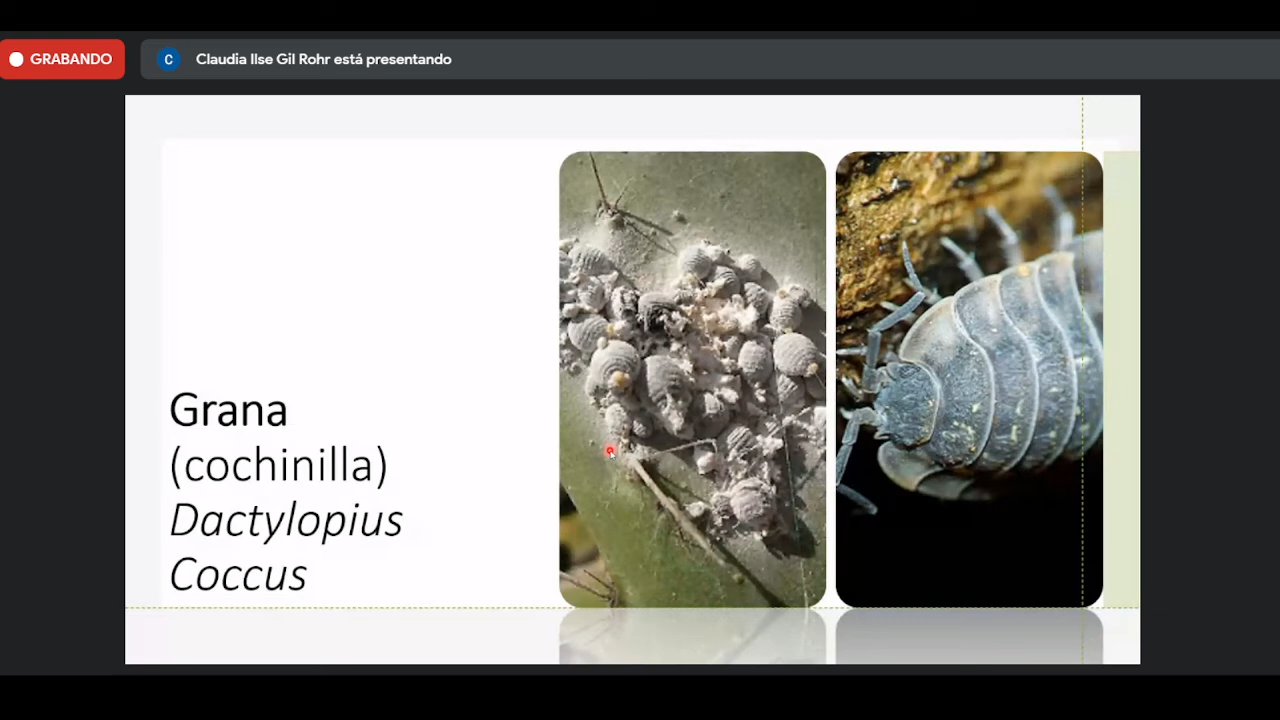 GRABANDO
C Claudia Ilse Gil Rohr está presentando
Grana
(cochinilla)
Dactylopius
Coccus